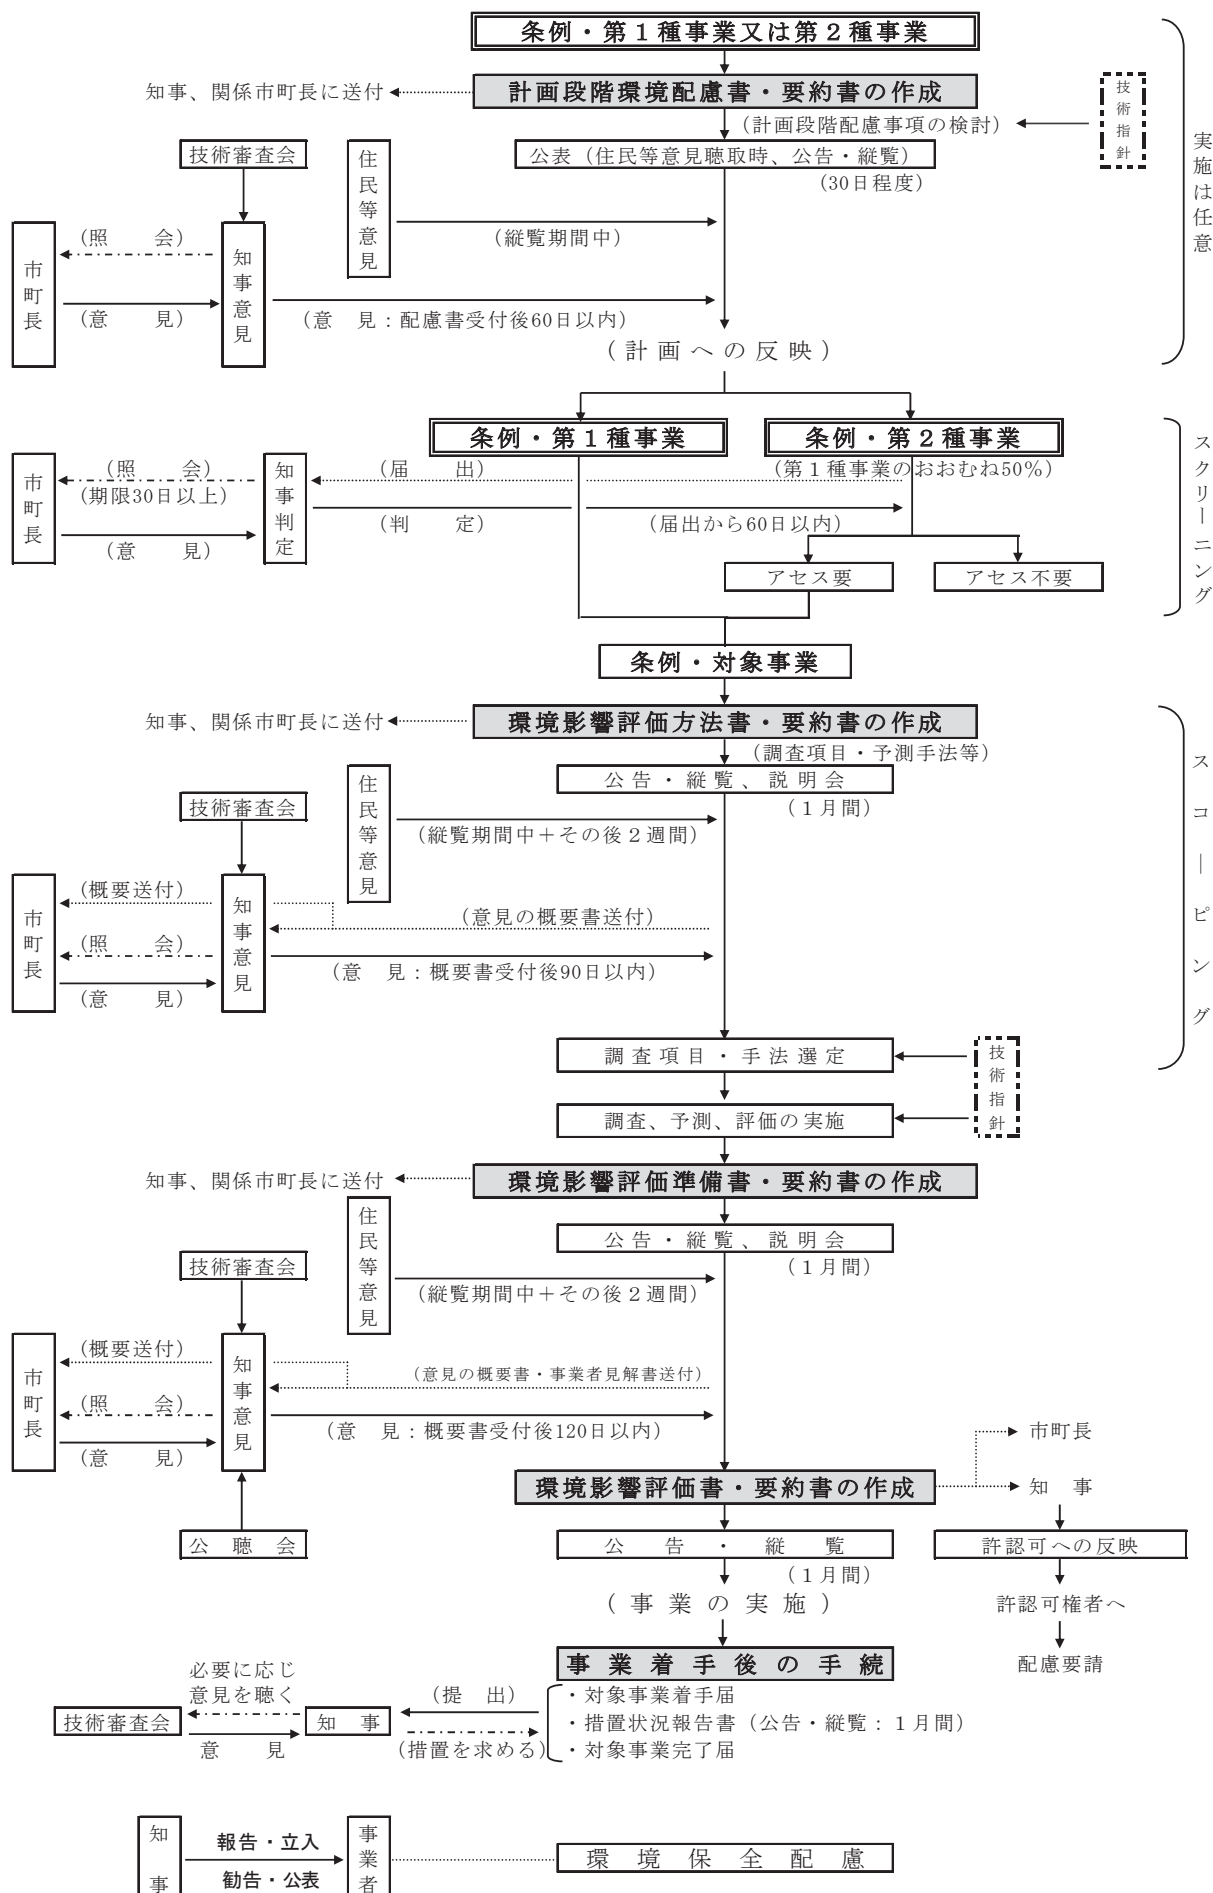 条例・第１種事業又は第２種事業
知事、関係市町長に送付
計画段階環境配慮書・要約書の作成
(計画段階配慮事項の検討)
技術指針
実施は任意
技術審査会
住民等意見
公表（住民等意見聴取時、公告・縦覧）
(30日程度)
(縦覧期間中)
市町長
(照　会)
(意　見)
知事意見
(意　見：配慮書受付後60日以内)
(計画への反映)
条例・第１種事業
条例・第２種事業
(第１種事業のおおむね50%)
スクリーニング
市町長
(照　会)
(期限30日以上)
(意　見)
知事判定
(届　出)
(判　定)
(届出から60日以内)
アセス要
アセス不要
条例・対象事業
知事、関係市町長に送付
環境影響評価方法書・要約書の作成
(調査項目・予測手法等)
スコーピング
住民等意見
公告・縦覧、説明会
(１月間)
技術審査会
(縦覧期間中＋その後２週間)
市町長
(概要送付)
(照　会)
(意　見)
知事意見
(意見の概要書送付)
(意　見：概要書受付後90日以内)
調査項目・手法選定
技術指針
調査、予測、評価の実施
知事、関係市町長に送付
環境影響評価準備書・要約書の作成
住民等意見
公告・縦覧、説明会
(１月間)
技術審査会
(縦覧期間中＋その後２週間)
市町長
(概要送付)
(照　会)
(意　見)
知事意見
(意見の概要書・事業者見解書送付)
(意　見：概要書受付後120日以内)
市町長
環境影響評価書・要約書の作成
知　事
公　聴　会
公　告　・　縦　覧
(１月間)
許認可への反映
(事業の実施)
許認可権者へ
配慮要請
事業着手後の手続
必要に応じ
意見を聴く
技術審査会
意　見
知　事
(提　出)
(措置を求める)
・対象事業着手届
・措置状況報告書（公告・縦覧：１月間）
・対象事業完了届
知事
報告・立入
勧告・公表
事業者
環境保全配慮